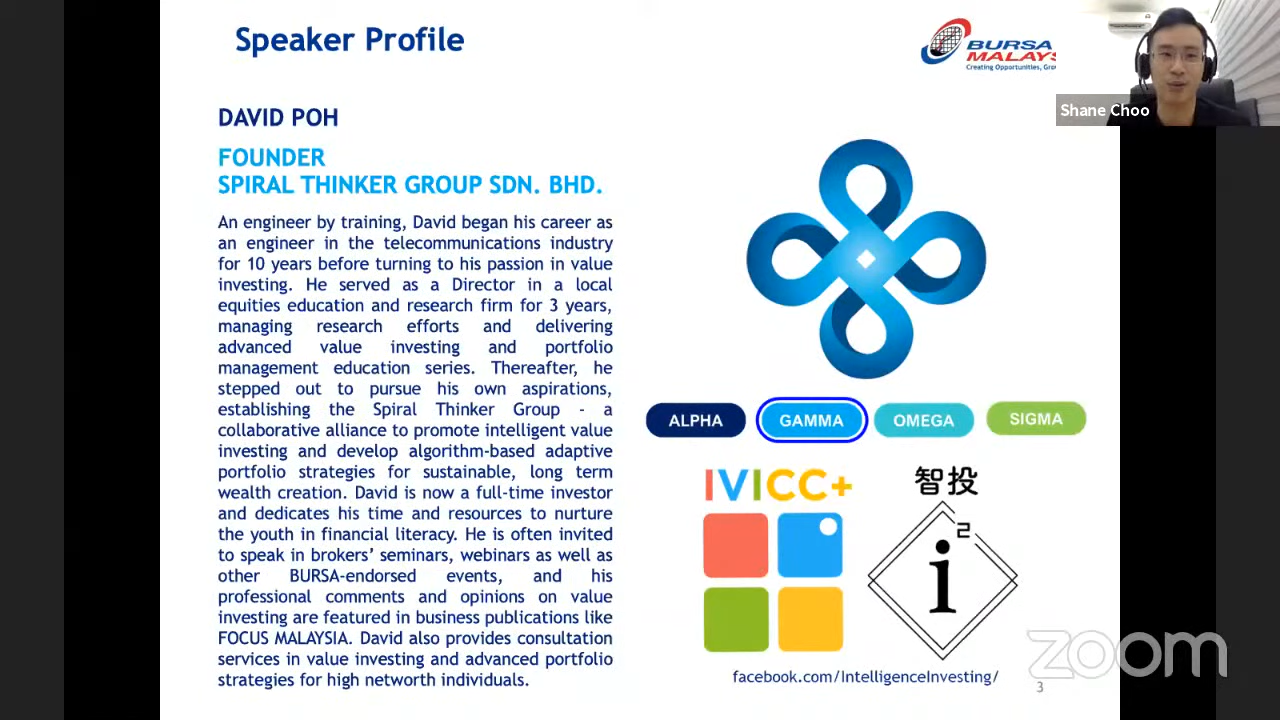 Speaker Profile
BURSA
MALAYS
Creating Opportunities, Gro
Shane Choo
DAVID POH
FOUNDER
SPIRAL THINKER GROUP SDN. BHD.
An engineer by training, David began his career as
an engineer in the telecommunications industry
for 10 years before turning to his passion in value
investing. He served as a Director in a local
equities education and research firm for 3 years,
managing research efforts and delivering
advanced value investing and portfolio
management education series. Thereafter, he
stepped out to pursue his own aspirations,
establishing the Spiral Thinker Group - a
collaborative alliance to promote intelligent value
investing and develop algorithm-based adaptive
portfolio strategies for sustainable, long term
wealth creation. David is now a full-time investor
and dedicates his time and resources to nurture
the youth in financial literacy. He is often invited
to speak in brokers’ seminars, webinars as well as
other BURSA-endorsed events, and his
professional comments and opinions on value
investing are featured in business publications like
FOCUS MALAYSIA. David also provides consultation
services in value investing and advanced portfolio
strategies for high networth individuals.
ALPHA GAMMA OMEGA SIGMA
IVICC+
智投
i2
facebook.com/IntelligenceInvesting/
3
zoom